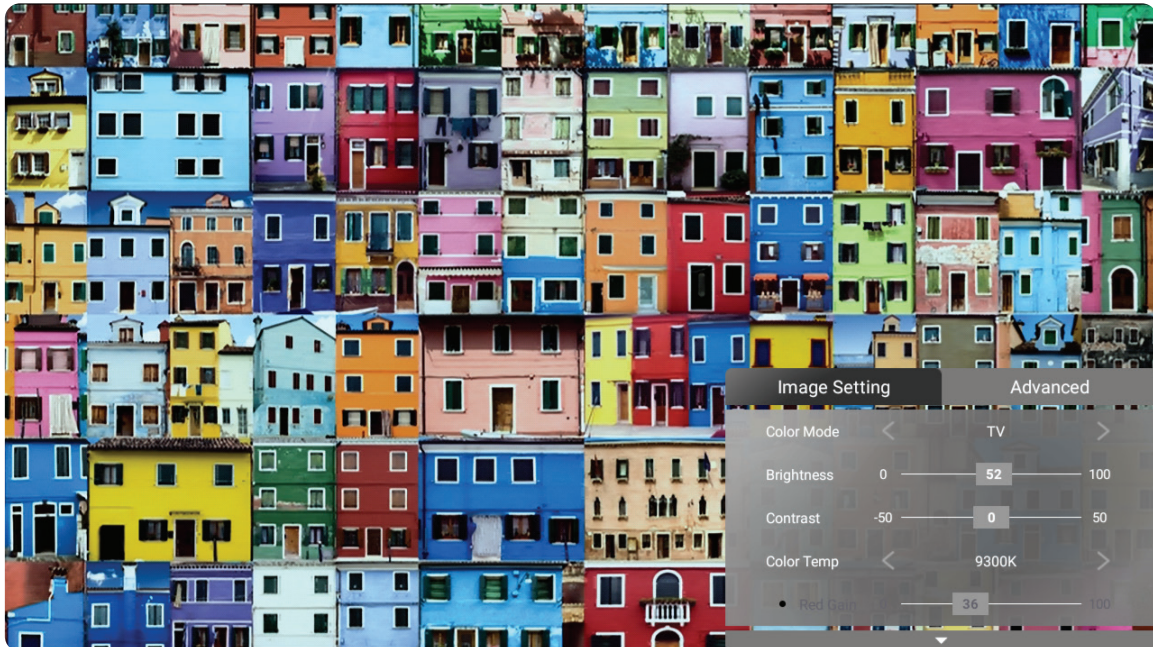 Image Setting Advanced
Color Mode TV
Brightness 0 52 100
Contrast -50 0 50
Color Temp 9300K
Red Gain 36 100